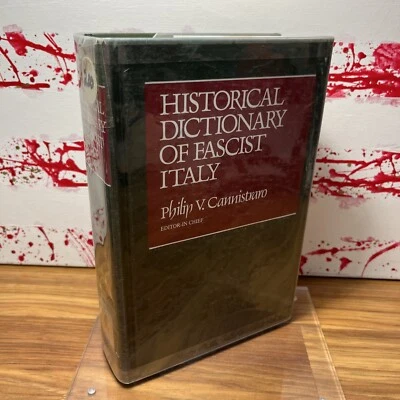 HISTORICAL
DICTIONARY
OF FASCIST
ITALY
Philip V. Cannistraro
EDITOR-IN CHIEF